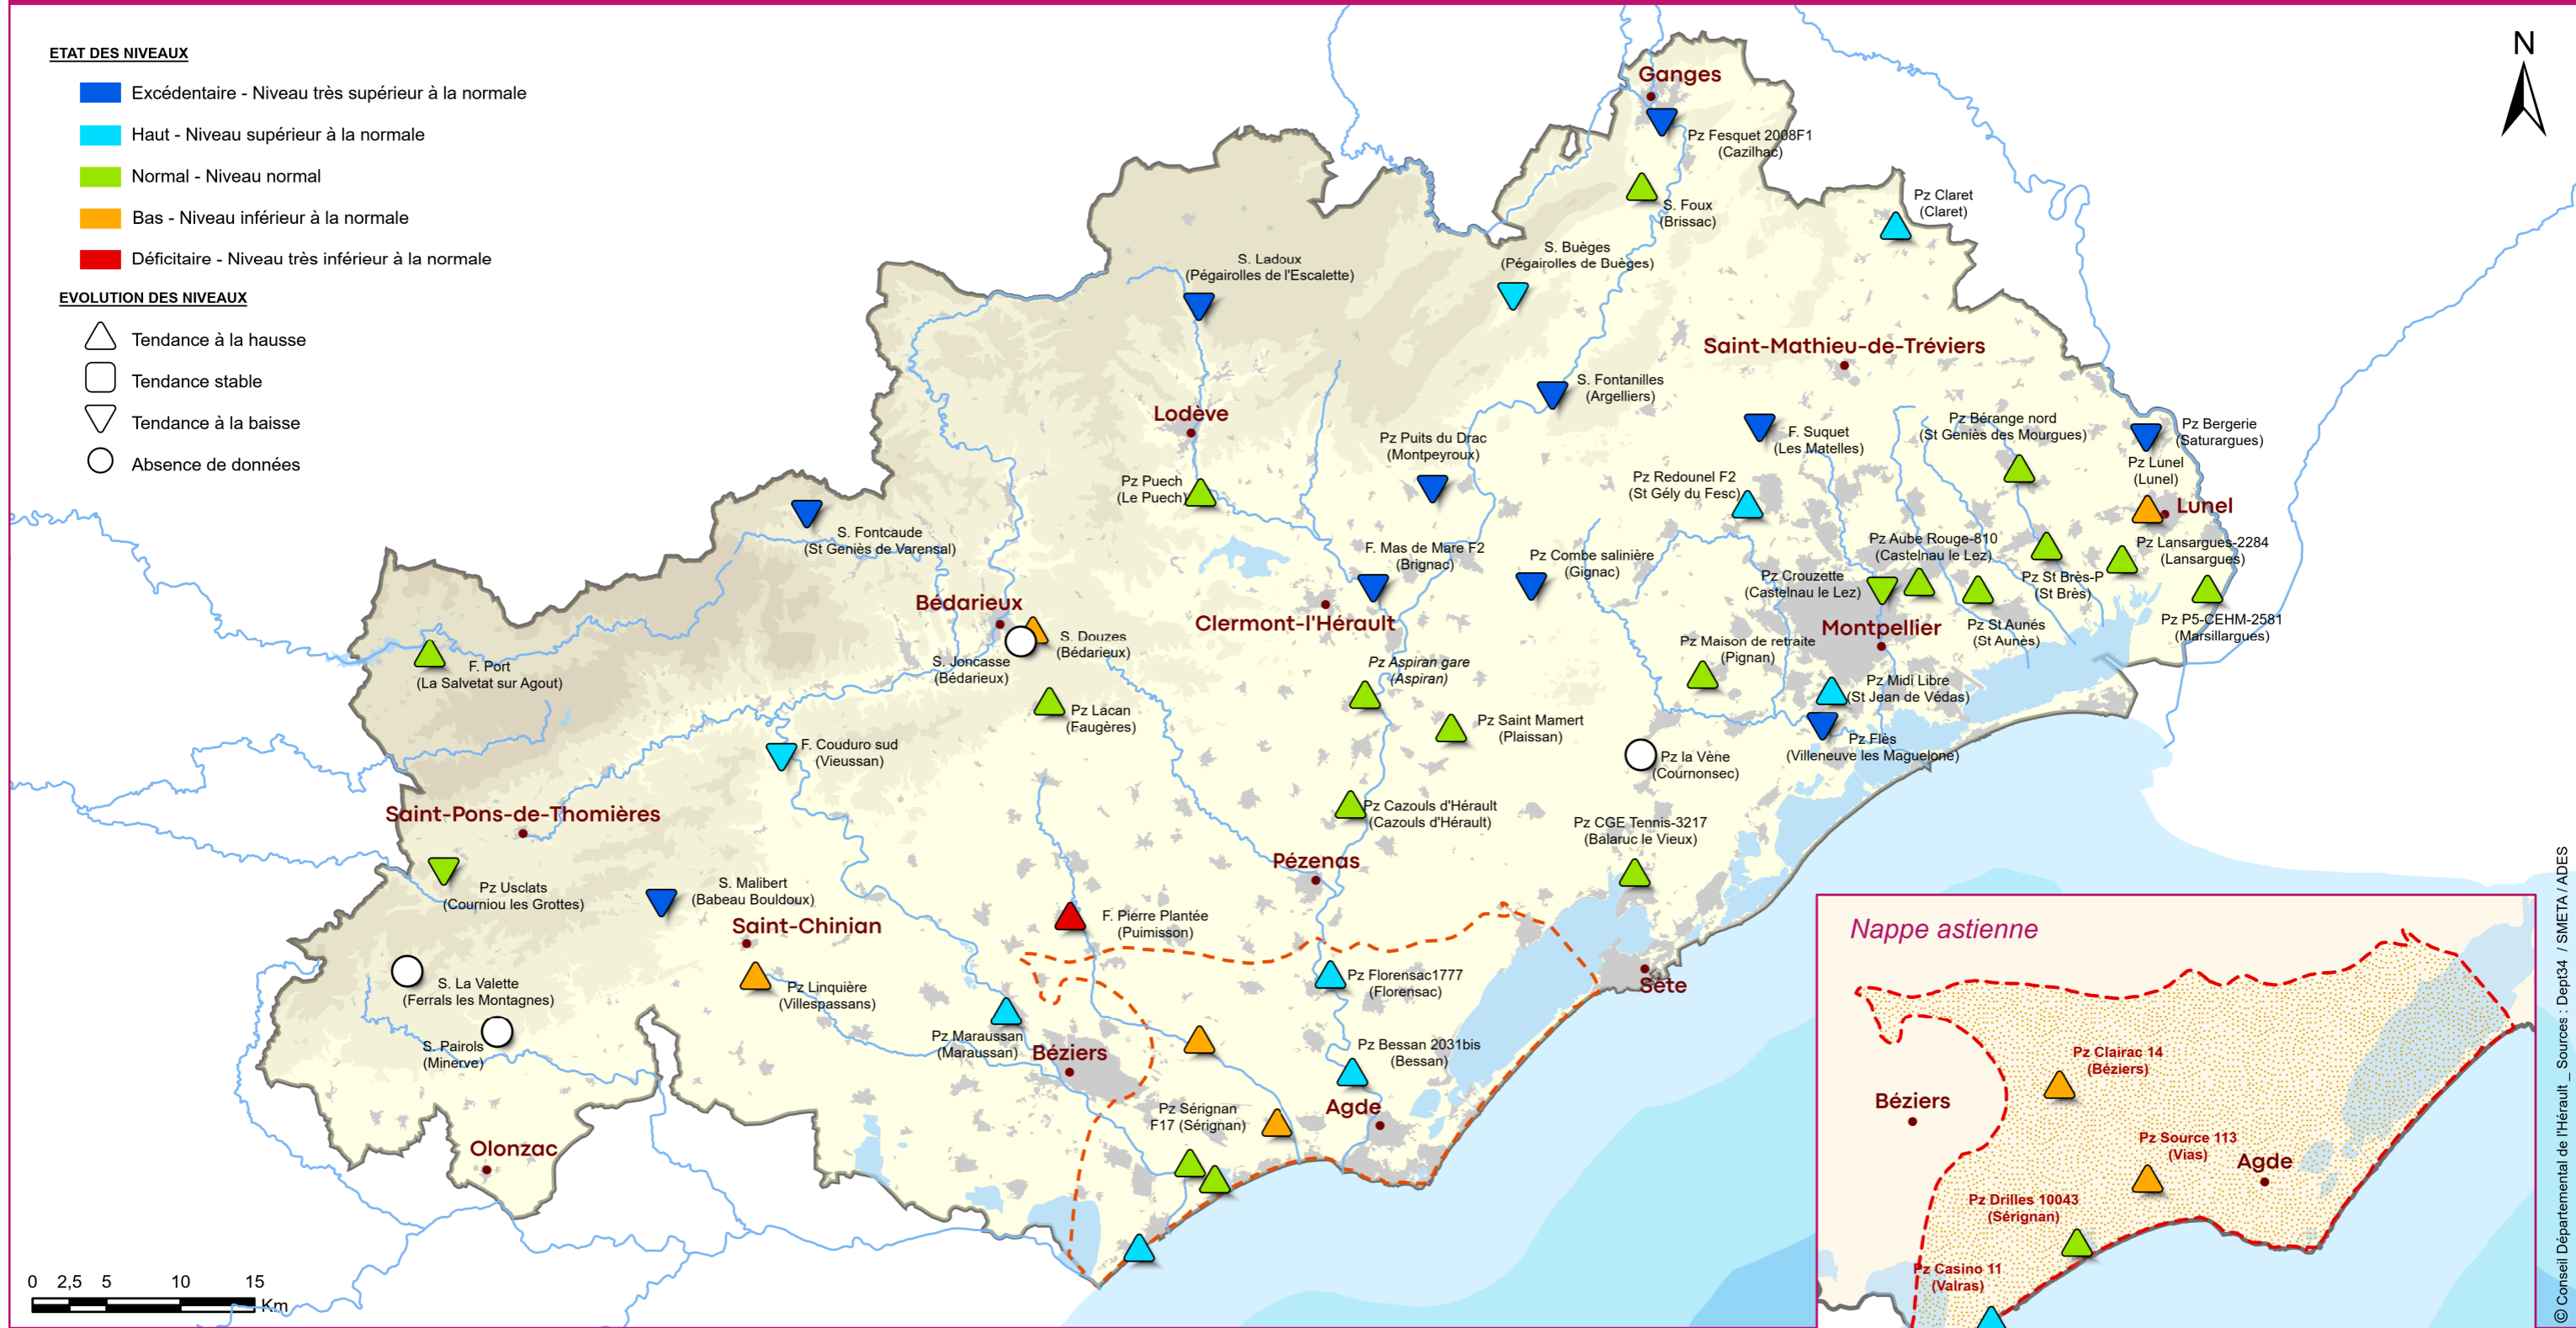 ETAT DES NIVEAUX
Excédentaire - Niveau très supérieur à la normale
Haut - Niveau supérieur à la normale
Normal - Niveau normal
Bas - Niveau inférieur à la normale
Déficitaire - Niveau très inférieur à la normale
EVOLUTION DES NIVEAUX
Tendance à la hausse
Tendance stable
Tendance à la baisse
Absence de données
N
Ganges
Pz Fesquet 2008F1
(Cazilhac)
S. Foux
(Brissac)
Pz Claret
(Claret)
S. Buèges
(Pégairolles de Buèges)
S. Ladoux
(Pégairolles de l'Escalette)
Saint-Mathieu-de-Tréviers
S. Fontanilles
(Argelliers)
Lodève
Pz Puits du Drac
(Montpeyroux)
F. Suquet
(Les Matelles)
Pz Bérange nord
(St Geniès des Mourgues)
Pz Bergerie
(Saturargues)
Pz Lunel
(Lunel)
Lunel
Pz Puech
(Le Puech)
Pz Redounel F2
(St Gély du Fesc)
S. Fontcaude
(St Geniès de Varensal)
F. Mas de Mare F2
(Brignac)
Pz Combe salinière
(Gignac)
Pz Aube Rouge-810
(Castelnau le Lez)
Pz Lansargues-2284
(Lansargues)
Pz Crouzette
(Castelnau le Lez)
Pz St Brès-P
(St Brès)
Bédarieux
Clermont-l'Hérault
Montpellier
Pz St Aunés
(St Aunès)
Pz P5-CEHM-2581
(Marsillargues)
S. Douzes
(Bédarieux)
S. Joncasse
(Bédarieux)
Pz Maison de retraite
(Pignan)
Pz Aspiran gare
(Aspiran)
F. Port
(La Salvetat sur Agout)
Pz Midi Libre
(St Jean de Védas)
Pz Lacan
(Faugères)
Pz Saint Mamert
(Plaissan)
F. Couduro sud
(Vieussan)
Pz Flès
(Villeneuve les Maguelone)
Pz la Vène
(Cournonsec)
Saint-Pons-de-Thomières
Pz Cazouls d'Hérault
(Cazouls d'Hérault)
Pz CGE Tennis-3217
(Balaruc le Vieux)
Pézenas
Pz Usclats
(Courniou les Grottes)
S. Malibert
(Babeau Bouldoux)
Saint-Chinian
F. Pierre Plantée
(Puimisson)
S. La Valette
(Ferrals les Montagnes)
Pz Linquière
(Villespassans)
Pz Florensac1777
(Florensac)
Sète
S. Pairols
(Minerve)
Pz Maraussan
(Maraussan)
Béziers
Pz Bessan 2031bis
(Bessan)
Agde
Pz Sérignan
F17 (Sérignan)
Olonzac
0 2,5 5 10 15
Km
Nappe astienne
Pz Clairac 14
(Béziers)
Béziers
Pz Source 113
(Vias)
Agde
Pz Drilles 10043
(Sérignan)
Pz Casino 11
(Valras)
© Conseil Départemental de l'Hérault _ Sources : Dept34 / SMETA / ADES